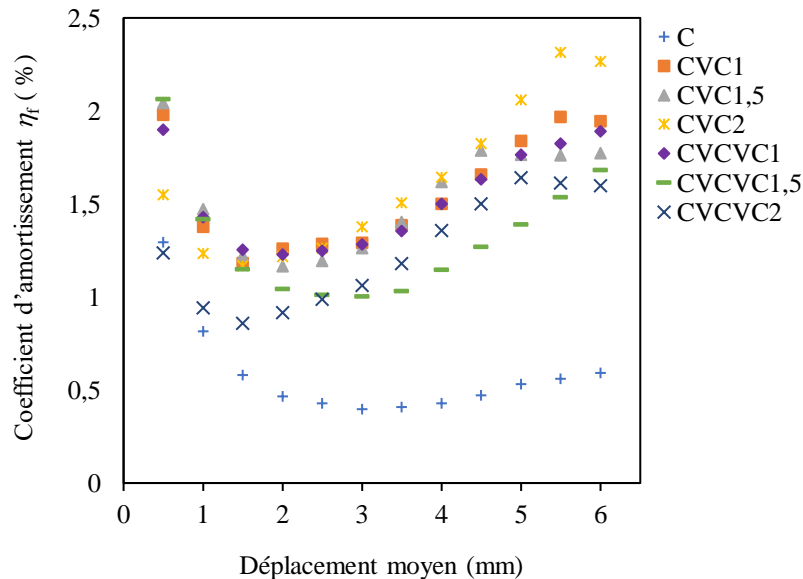 Coefficient d’amortissement ηf ( %)
2,5
2
1,5
1
0,5
0
0 1 2 3 4 5 6
Déplacement moyen (mm)
C
CVC1
CVC1,5
CVC2
CVCVC1
CVCVC1,5
CVCVC2